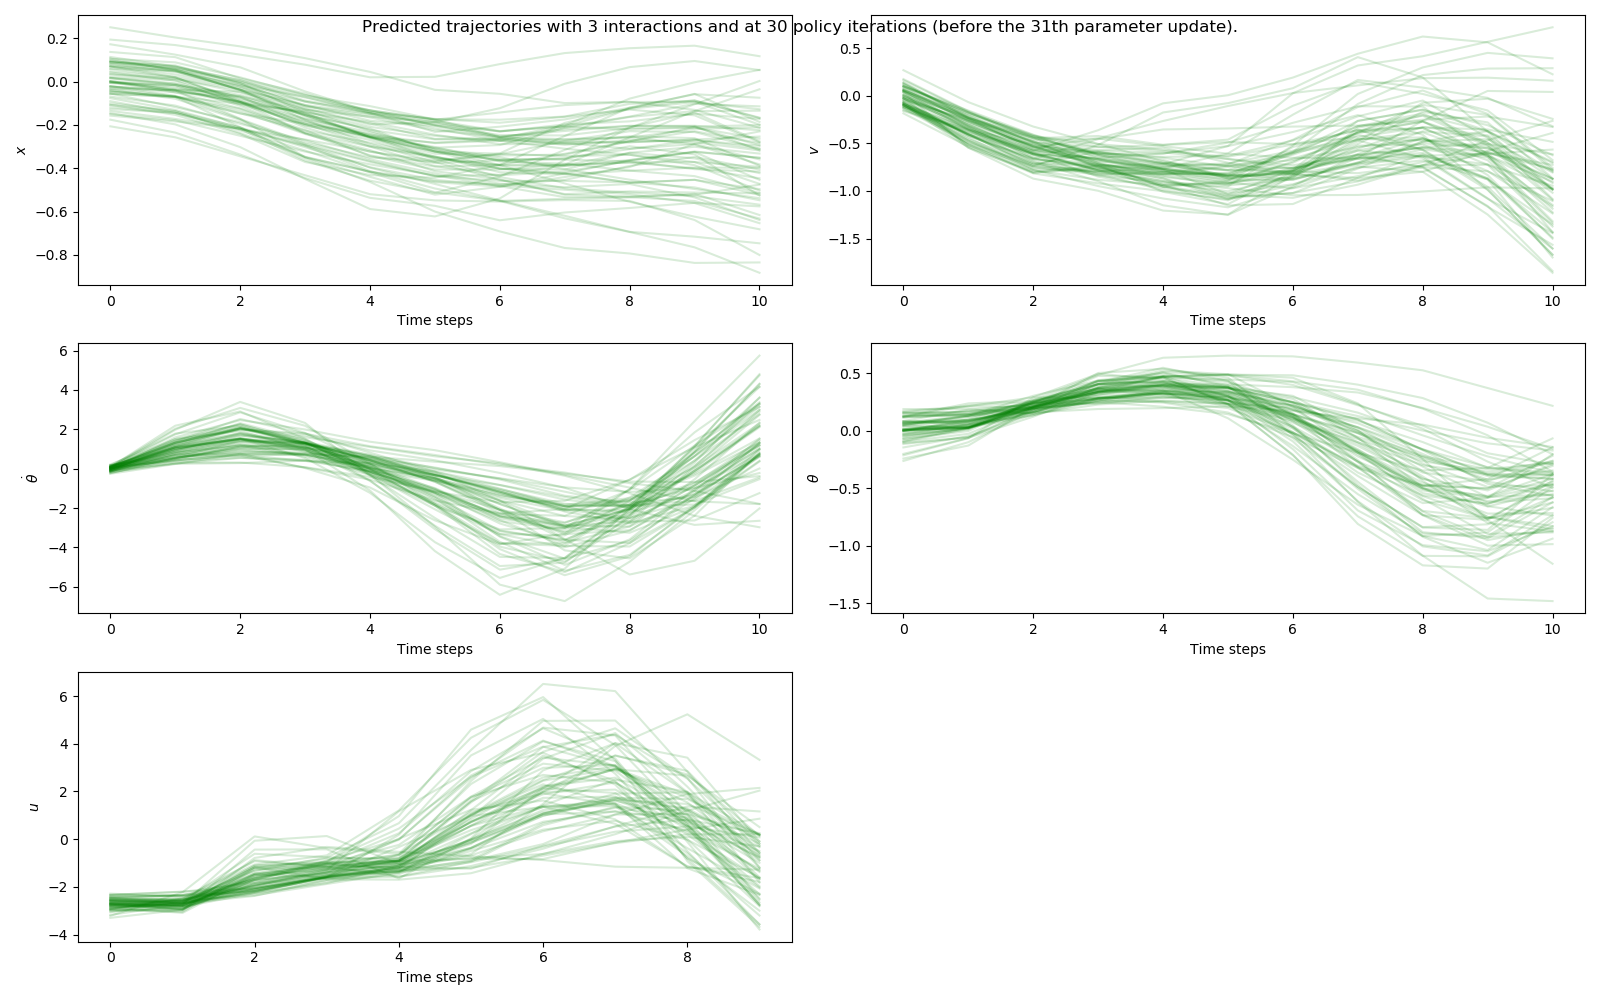 Predicted trajectories with 3 interactions and at 30 policy iterations (before the 31th parameter update).
0.2
0.0
−0.2
−0.4
−0.6
−0.8
x
0 2 4 6 8 10
Time steps
0.5
0.0
−0.5
−1.0
−1.5
v
0 2 4 6 8 10
Time steps
6
4
2
0
−2
−4
−6
θ̇
0 2 4 6 8 10
Time steps
0.5
0.0
−0.5
−1.0
−1.5
θ
0 2 4 6 8 10
Time steps
6
4
2
0
−2
−4
u
0 2 4 6 8
Time steps